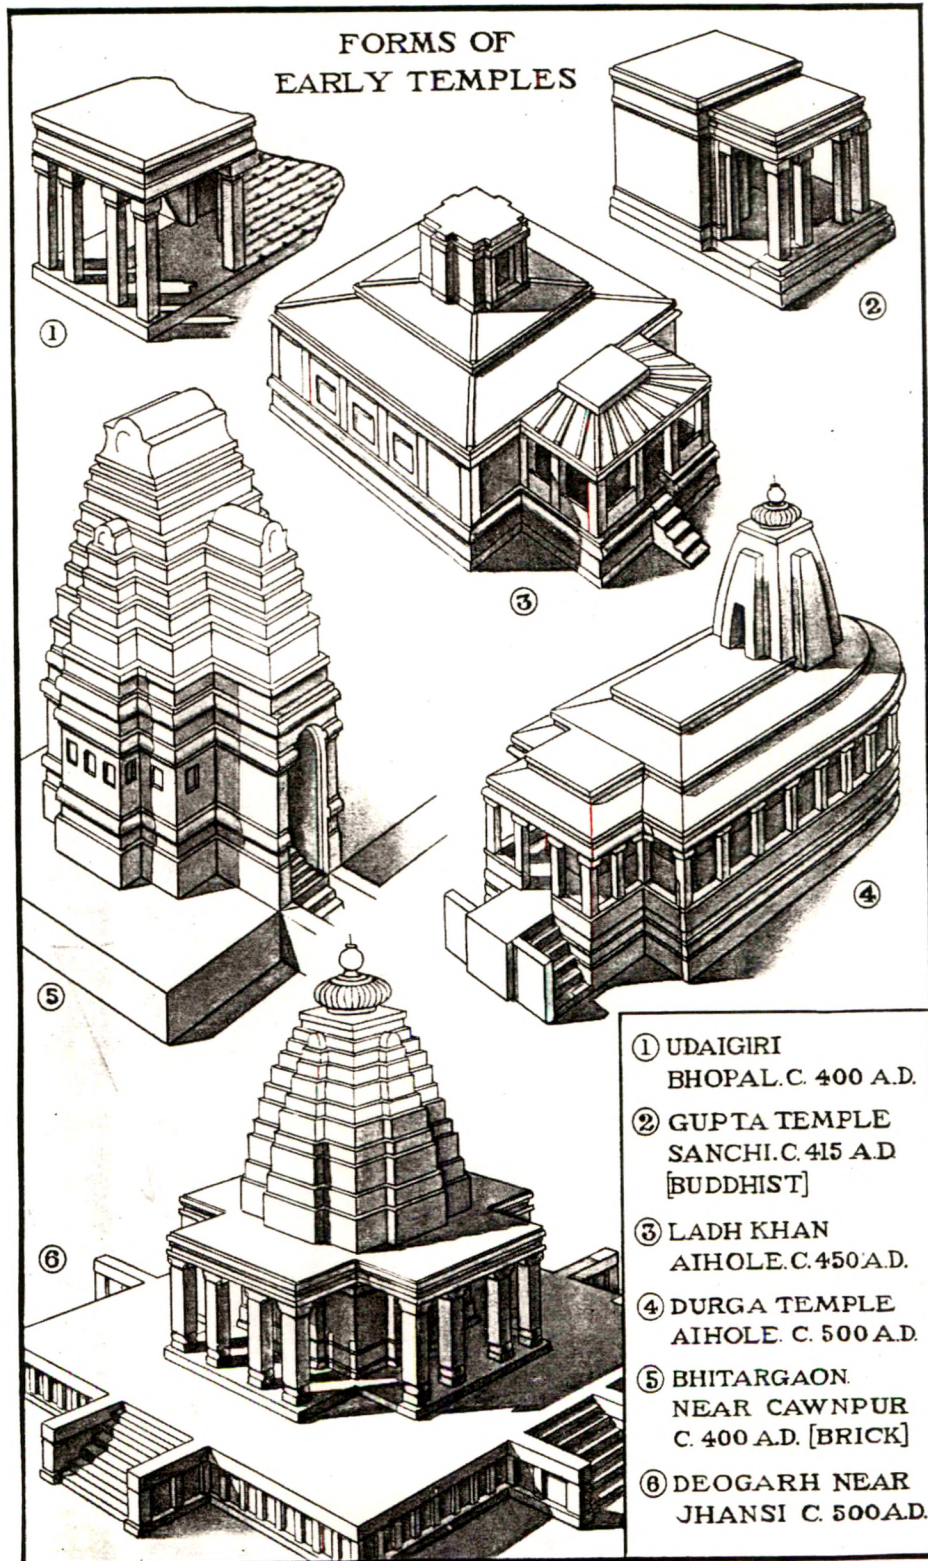 FORMS OF
EARLY TEMPLES
①
②
③
④
⑤
⑥
① UDAIGIRI
BHOPAL. C. 400 A.D.
② GUPTA TEMPLE
SANCHI. C. 415 A.D
[BUDDHIST]
③ LADH KHAN
AIHOLE. C. 450 A.D.
④ DURGA TEMPLE
AIHOLE. C. 500 A.D.
⑤ BHITARGAON.
NEAR CAWNPUR
C. 400 A.D. [BRICK]
⑥ DEOGARH NEAR
JHANSI C. 500 A.D.